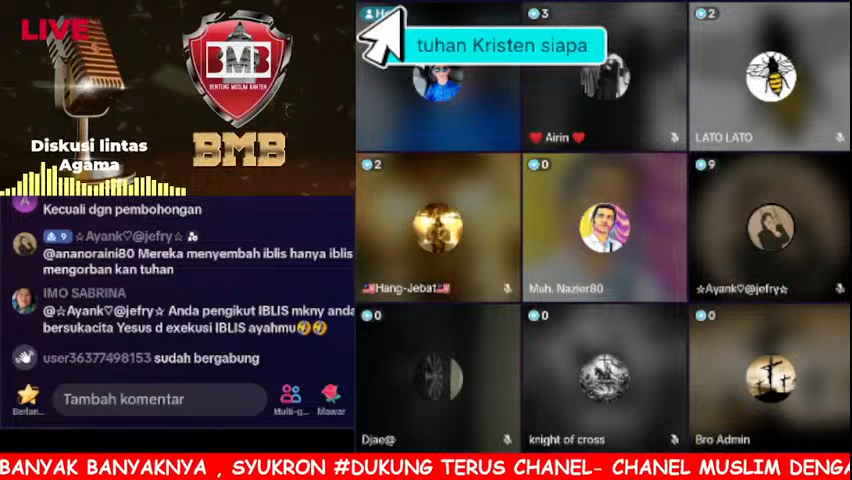 LIVE
BMB
BENTENG MUSLIM BANTEN
BMB
Diskusi lintas
Agama
Kecuali dgn pembohongan
9 ☆Ayank♡@jefry☆
@ananoraini80 Mereka menyembah iblis hanya iblis
mengorban kan tuhan
IMO SABRINA
@☆Ayank♡@jefry☆ Anda pengikut IBLIS mkny anda
bersukacita Yesus d exekusi IBLIS ayahmu🤣🤣
user36377498153 sudah bergabung
Berlan...
Tambah komentar
Multi-g...
Mawar
tuhan Kristen siapa
3
❤️ Airin ❤️
2
LATO LATO
2
🇲🇾Hang-Jebat🇲🇾
0
Muh. Nazier80
9
☆Ayank♡@jefry☆
0
Djae@
0
knight of cross
0
Bro Admin
BANYAK BANYAKNYA , SYUKRON #DUKUNG TERUS CHANEL- CHANEL MUSLIM DENGA